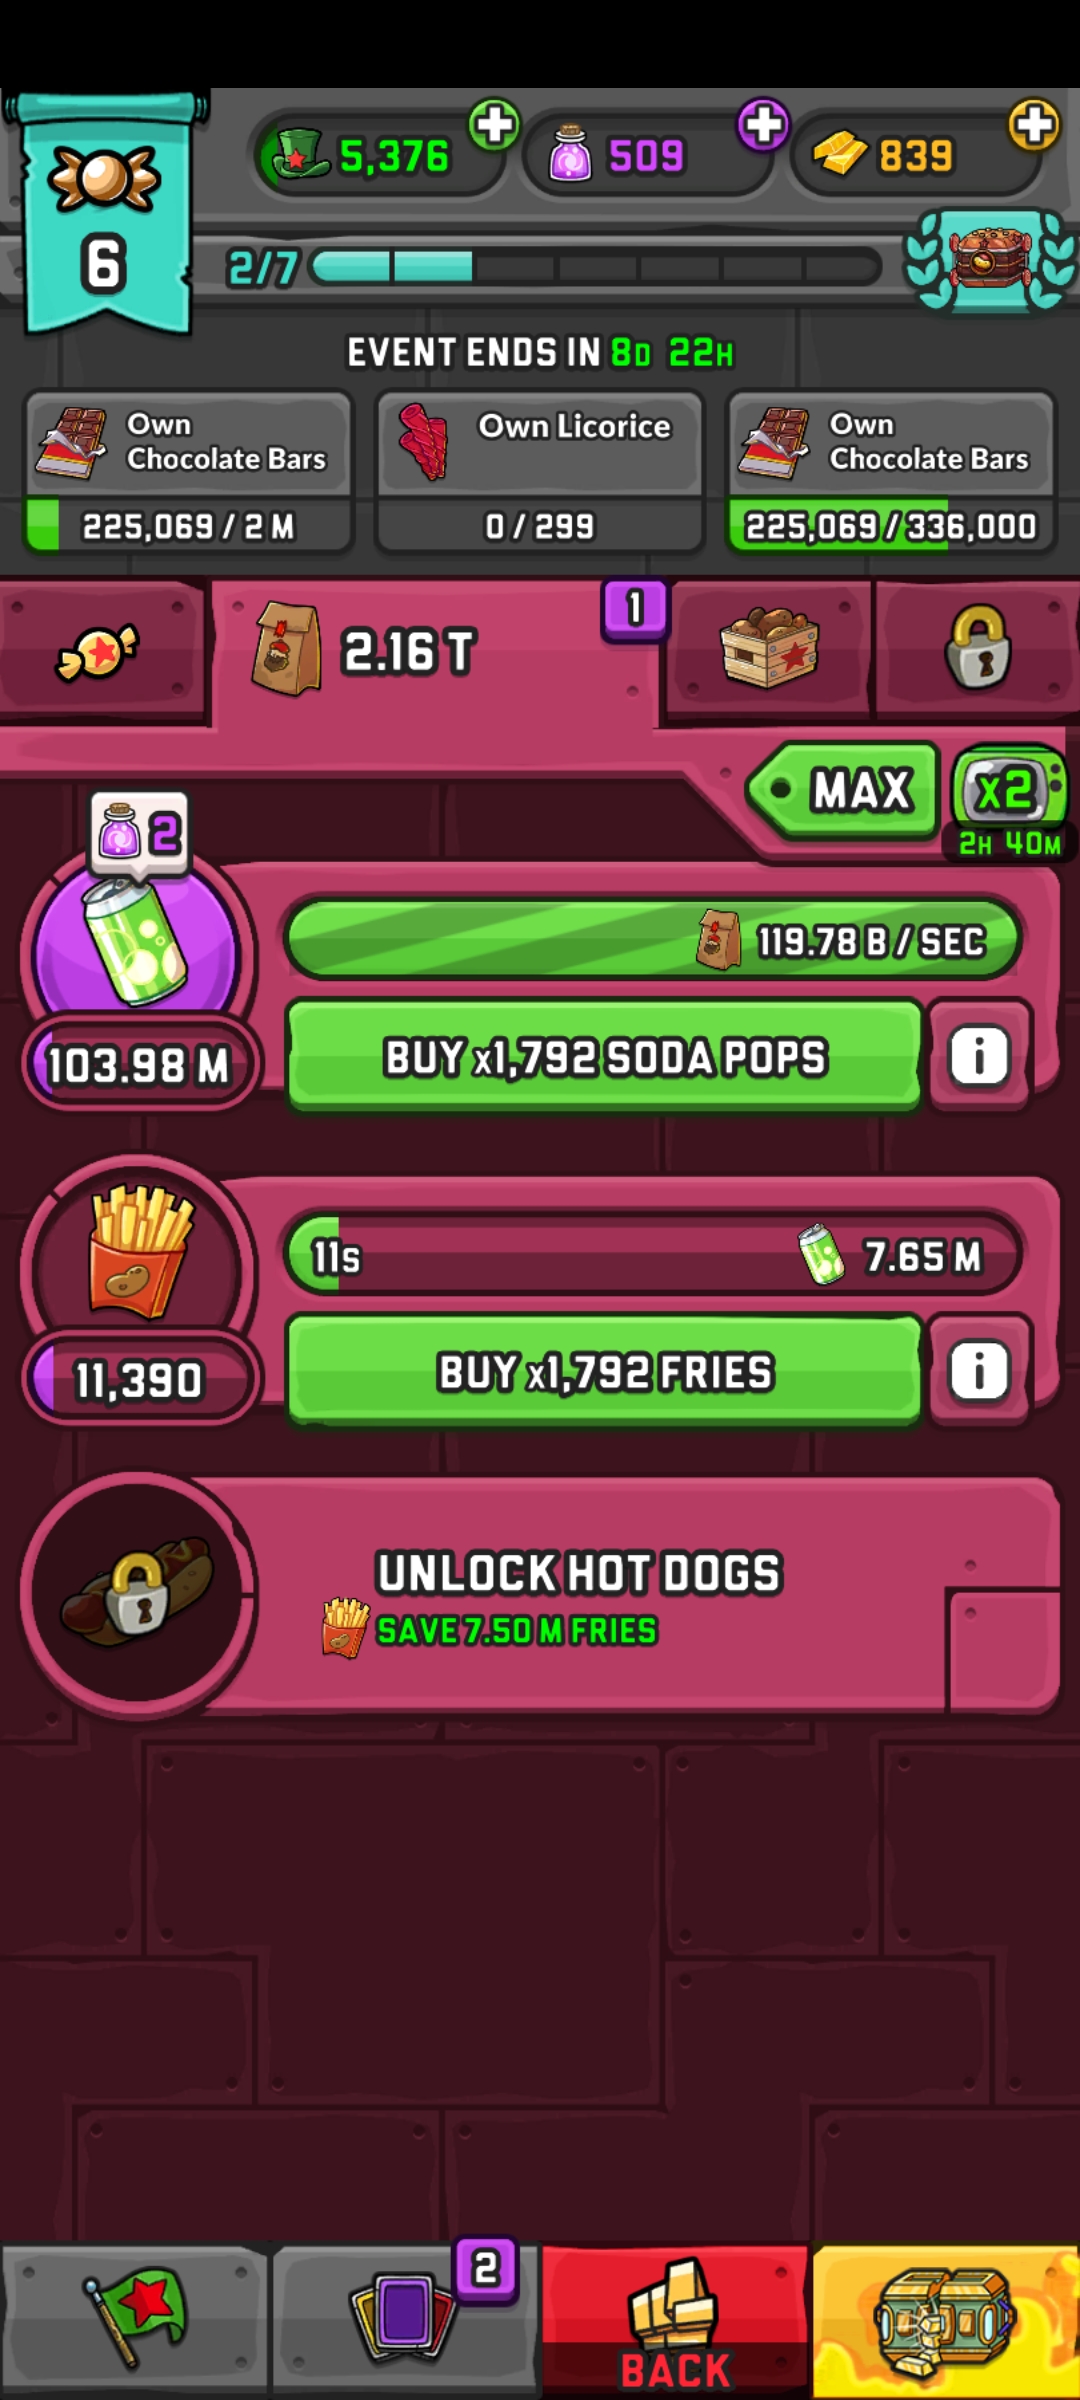 5,376
509
839
6
2/7
EVENT ENDS IN 8D 22H
Own
Chocolate Bars
225,069 / 2 M
Own Licorice
0 / 299
Own
Chocolate Bars
225,069 / 336,000
2.16 T
1
MAX
x2
2H 40M
2
119.78 B / SEC
103.98 M
BUY x1,792 SODA POPS
i
11s
7.65 M
11,390
BUY x1,792 FRIES
i
UNLOCK HOT DOGS
SAVE 7.50 M FRIES
2
BACK